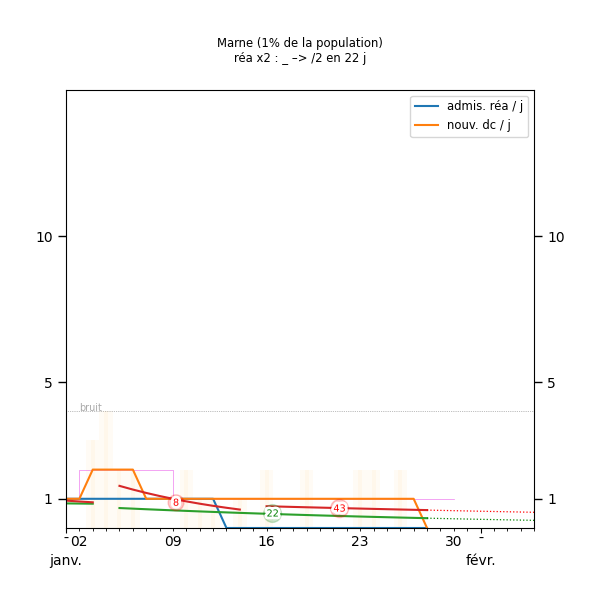 Marne (1% de la population)
réa x2 : _ –> /2 en 22 j
admis. réa / j
nouv. dc / j
10
10
5
5
bruit
1
1
8
43
22
02
09
16
23
30
janv.
févr.